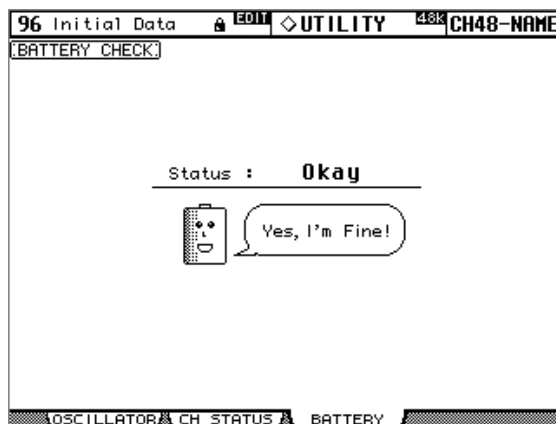 96 Initial Data EDIT ◇UTILITY 48K CH48-NAME
BATTERY CHECK
Status : Okay
Yes, I'm Fine!
OSCILLATOR CH STATUS BATTERY